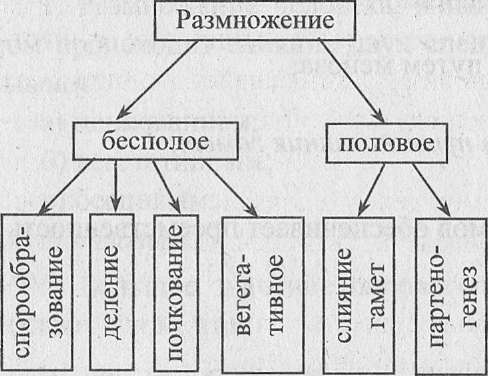 Размножение
бесполое
половое
спорообра-
зование
деление
почкование
вегета-
тивное
слияние
гамет
партено-
генез